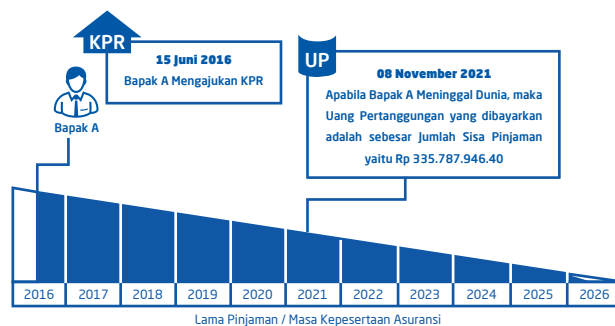 KPR
15 Juni 2016
Bapak A Mengajukan KPR
Bapak A
UP
08 November 2021
Apabila Bapak A Meninggal Dunia, maka
Uang Pertanggungan yang dibayarkan
adalah sebesar Jumlah Sisa Pinjaman
yaitu Rp 335.787.946.40
2016 2017 2018 2019 2020 2021 2022 2023 2024 2025 2026
Lama Pinjaman / Masa Kepesertaan Asuransi